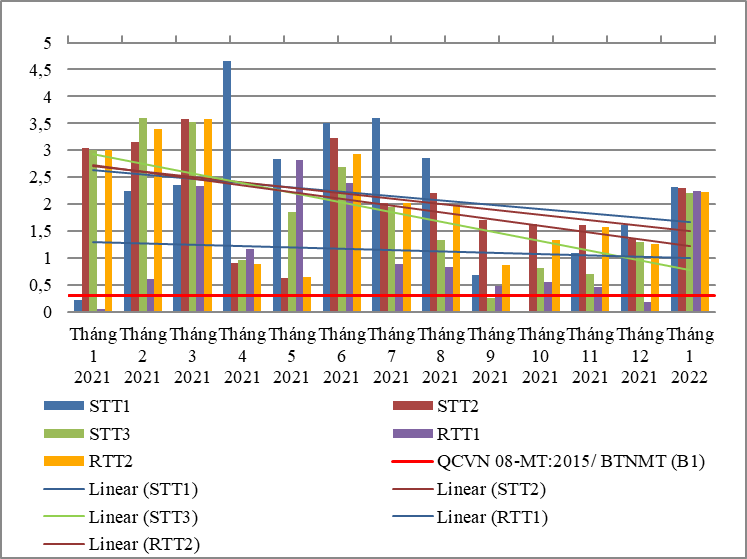 5
4,5
4
3,5
3
2,5
2
1,5
1
0,5
0
Tháng Tháng Tháng Tháng Tháng Tháng Tháng Tháng Tháng Tháng Tháng Tháng Tháng
1 2 3 4 5 6 7 8 9 10 11 12 1
2021 2021 2021 2021 2021 2021 2021 2021 2021 2021 2021 2021 2022
STT1 STT2
STT3 RTT1
RTT2 QCVN 08-MT:2015/ BTNMT (B1)
Linear (STT1) Linear (STT2)
Linear (STT3) Linear (RTT1)
Linear (RTT2)